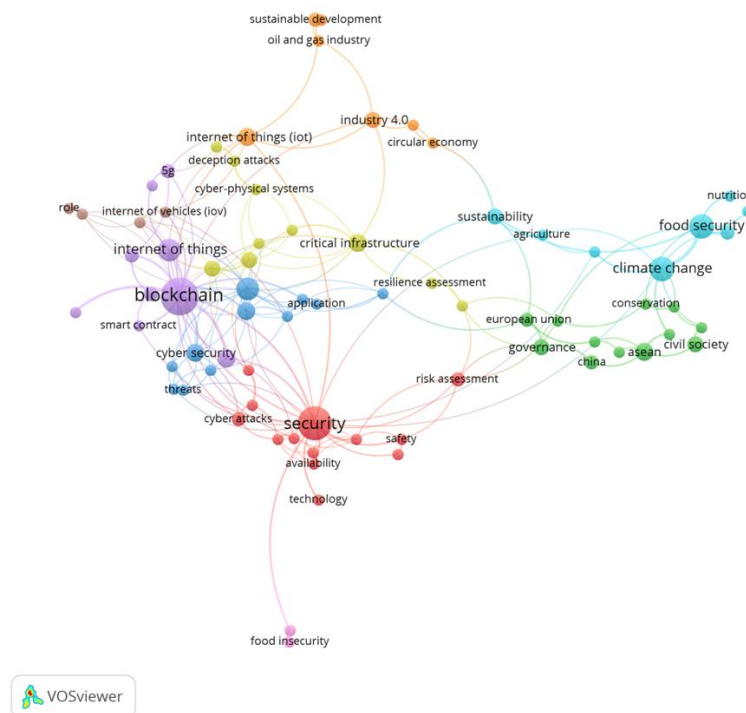 sustainable development
oil and gas industry
industry 4.0
internet of things (iot)
circular economy
deception attacks
5g
cyber-physical systems
nutrition
role
internet of vehicles (iov)
sustainability
food security
agriculture
critical infrastructure
internet of things
climate change
resilience assessment
blockchain
application
conservation
european union
smart contract
civil society
governance
asean
cyber security
china
risk assessment
threats
cyber attacks
security
safety
availability
technology
food insecurity
VOSviewer